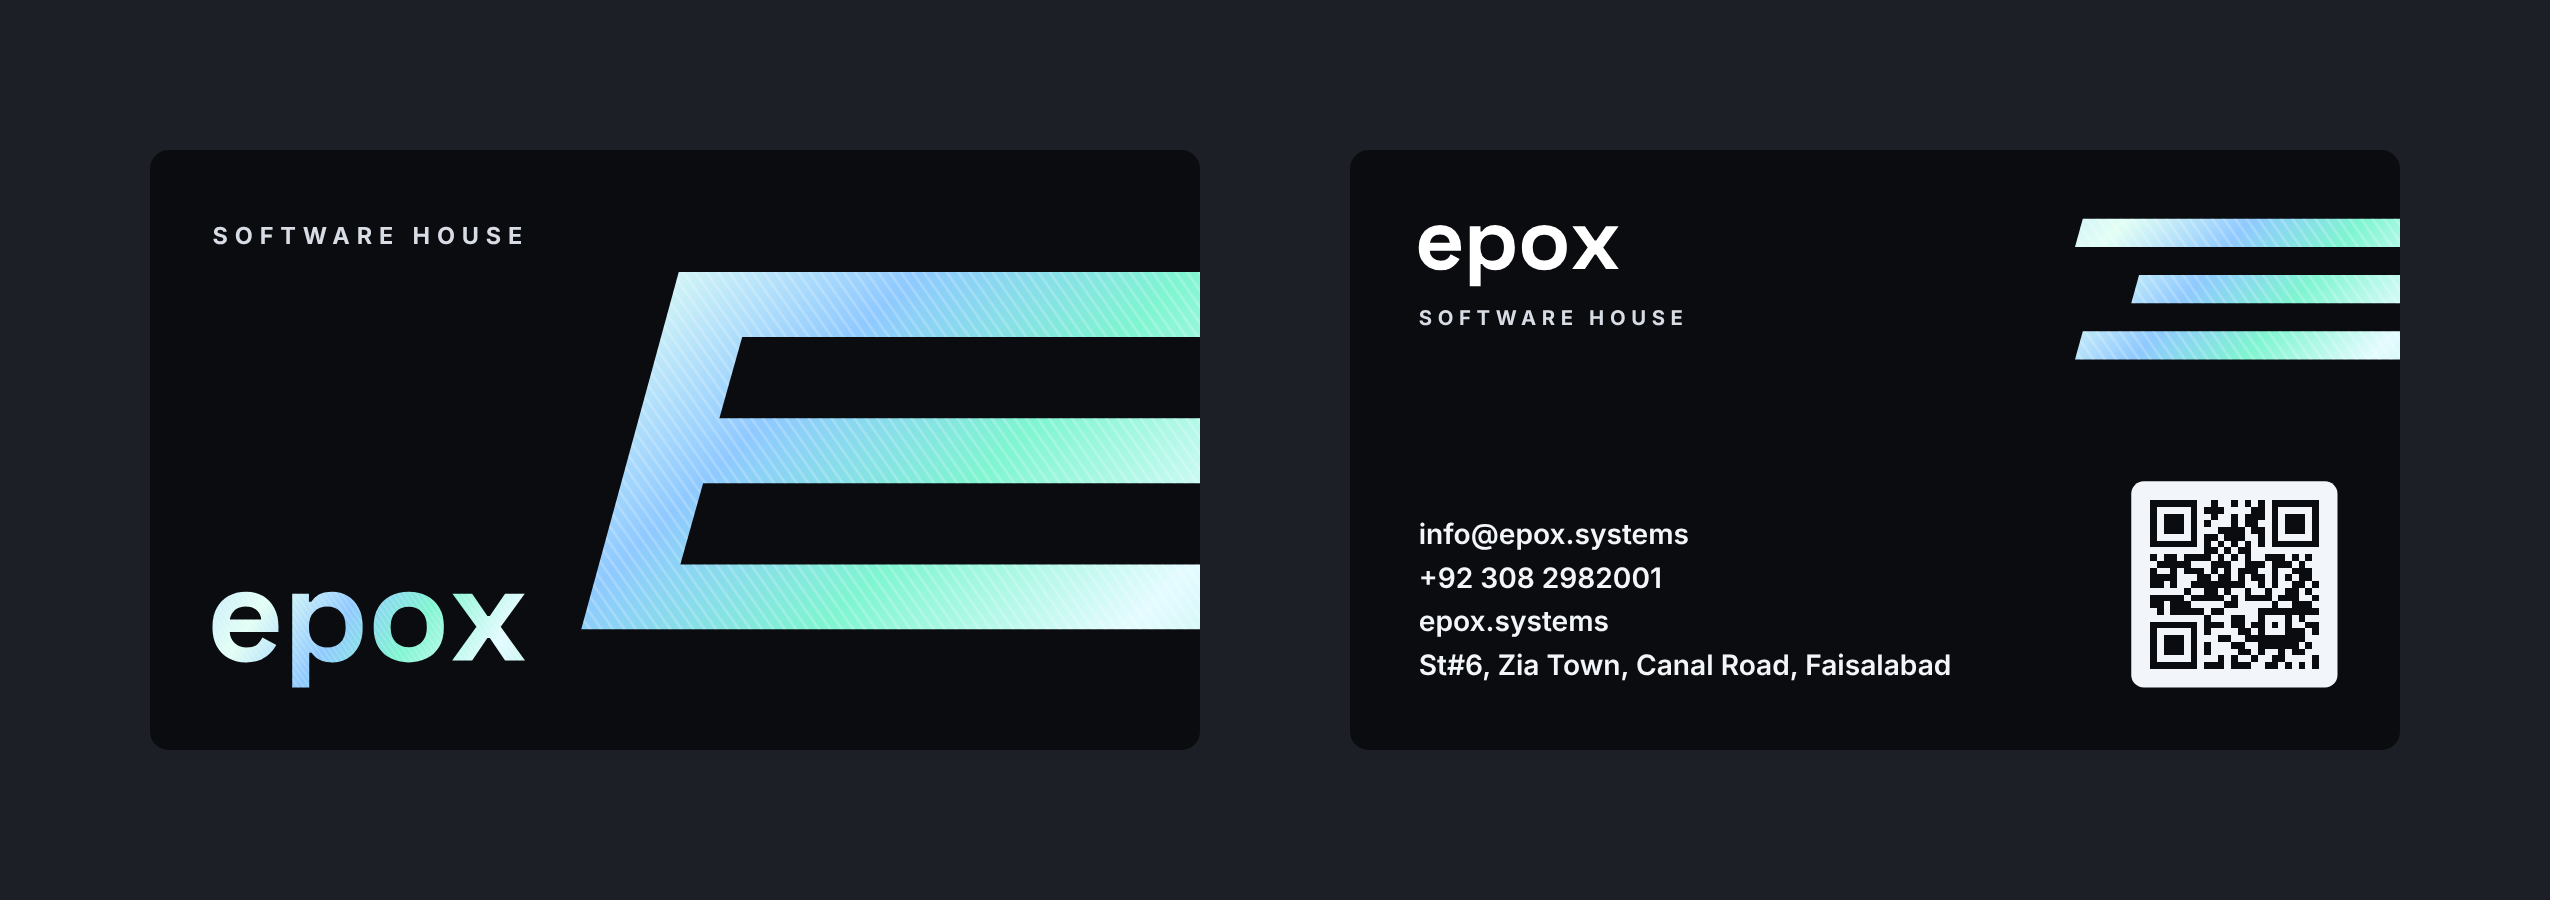 SOFTWARE HOUSE
epox
epox
SOFTWARE HOUSE
info@epox.systems
+92 308 2982001
epox.systems
St#6, Zia Town, Canal Road, Faisalabad